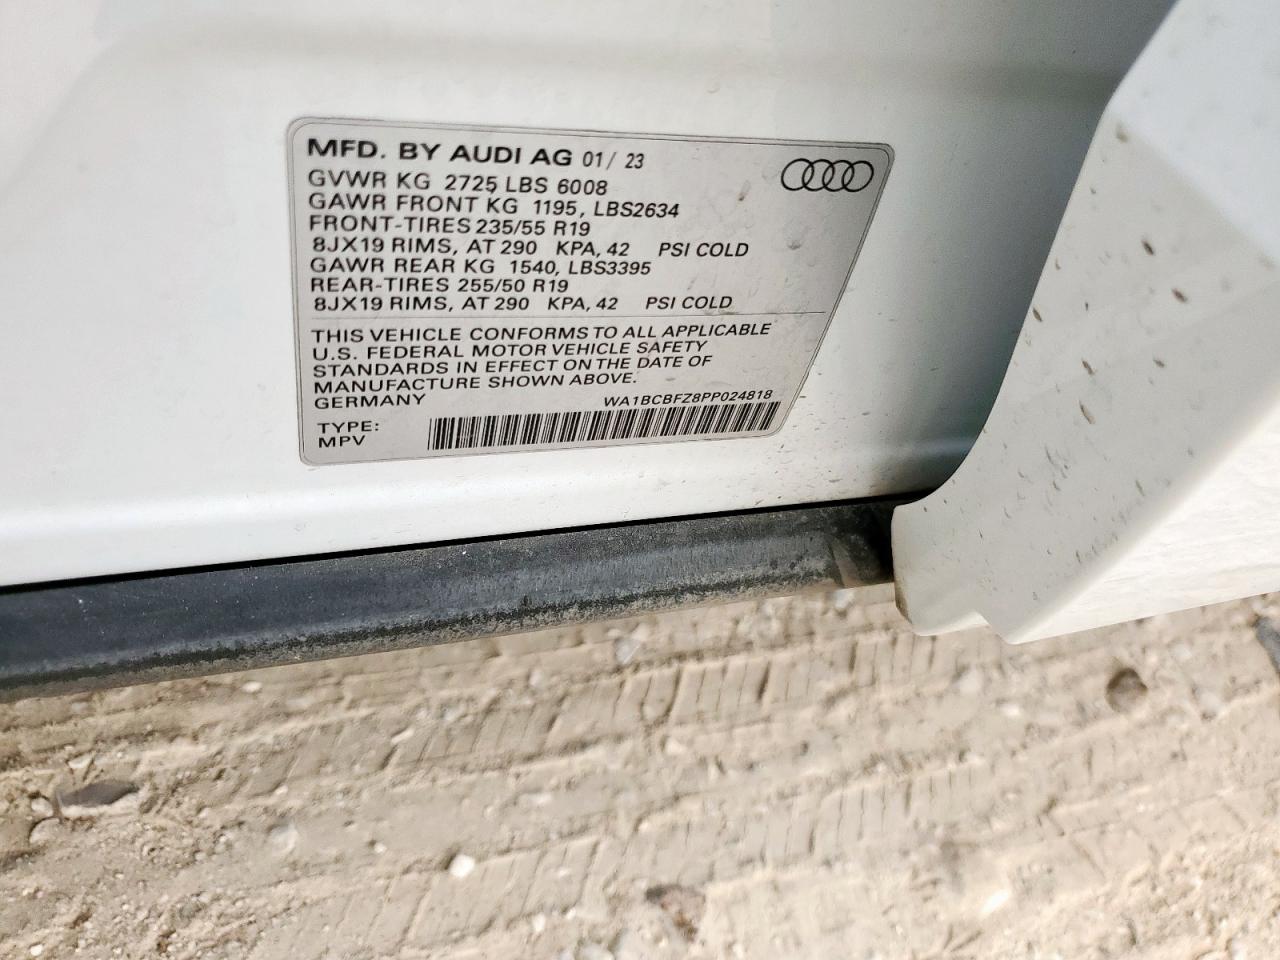 MFD. BY AUDI AG 01/ 23
GVWR KG 2725 LBS 6008
GAWR FRONT KG 1195, LBS2634
FRONT-TIRES 235/55 R19
8JX19 RIMS, AT 290 KPA, 42 PSI COLD
GAWR REAR KG 1540, LBS3395
REAR-TIRES 255/50 R19
8JX19 RIMS, AT 290 KPA, 42 PSI COLD
THIS VEHICLE CONFORMS TO ALL APPLICABLE
U.S. FEDERAL MOTOR VEHICLE SAFETY
STANDARDS IN EFFECT ON THE DATE OF
MANUFACTURE SHOWN ABOVE.
GERMANY WA1BCBFZ8PP024818
TYPE:
MPV